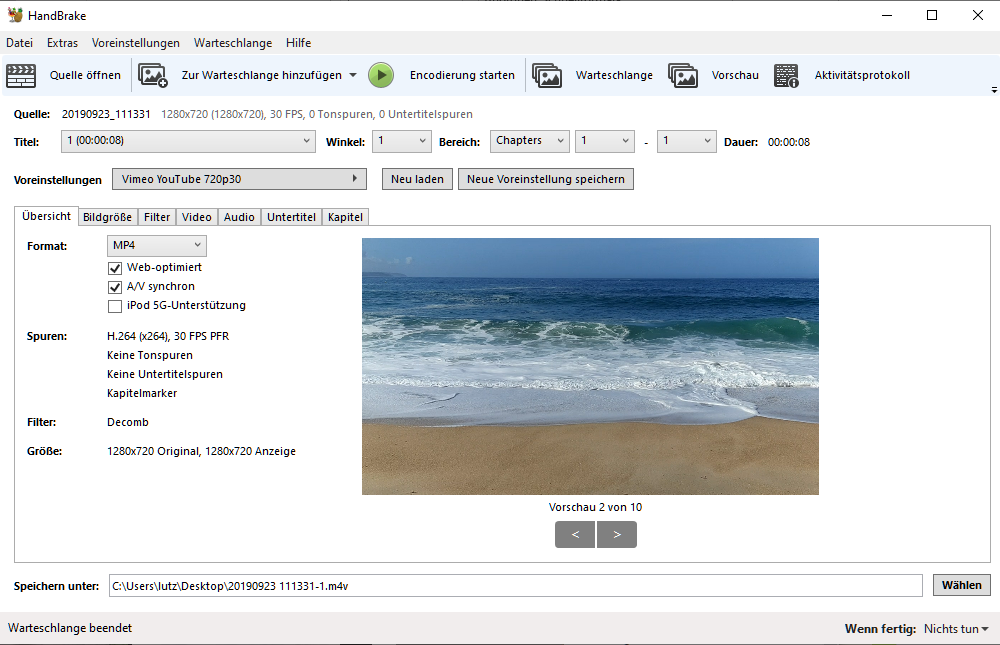 HandBrake
Datei Extras Voreinstellungen Warteschlange Hilfe
Quelle öffnen Zur Warteschlange hinzufügen Encodierung starten Warteschlange Vorschau Aktivitätsprotokoll
Quelle: 20190923_111331 1280x720 (1280x720), 30 FPS, 0 Tonspuren, 0 Untertitelspuren
Titel: 1 (00:00:08) Winkel: 1 Bereich: Chapters 1 - 1 Dauer: 00:00:08
Voreinstellungen Vimeo YouTube 720p30 Neu laden Neue Voreinstellung speichern
Übersicht Bildgröße Filter Video Audio Untertitel Kapitel
Format: MP4
Web-optimiert
A/V synchron
iPod 5G-Unterstützung
Spuren: H.264 (x264), 30 FPS PFR
Keine Tonspuren
Keine Untertitelspuren
Kapitelmarker
Filter: Decomb
Größe: 1280x720 Original, 1280x720 Anzeige
Vorschau 2 von 10
< >
Speichern unter: C:\Users\lutz\Desktop\20190923 111331-1.m4v Wählen
Warteschlange beendet Wenn fertig: Nichts tun